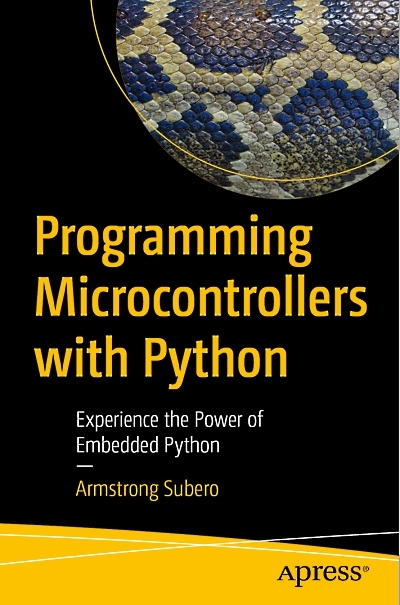 Programming
Microcontrollers
with Python
Experience the Power of
Embedded Python
—
Armstrong Subero
Apress®